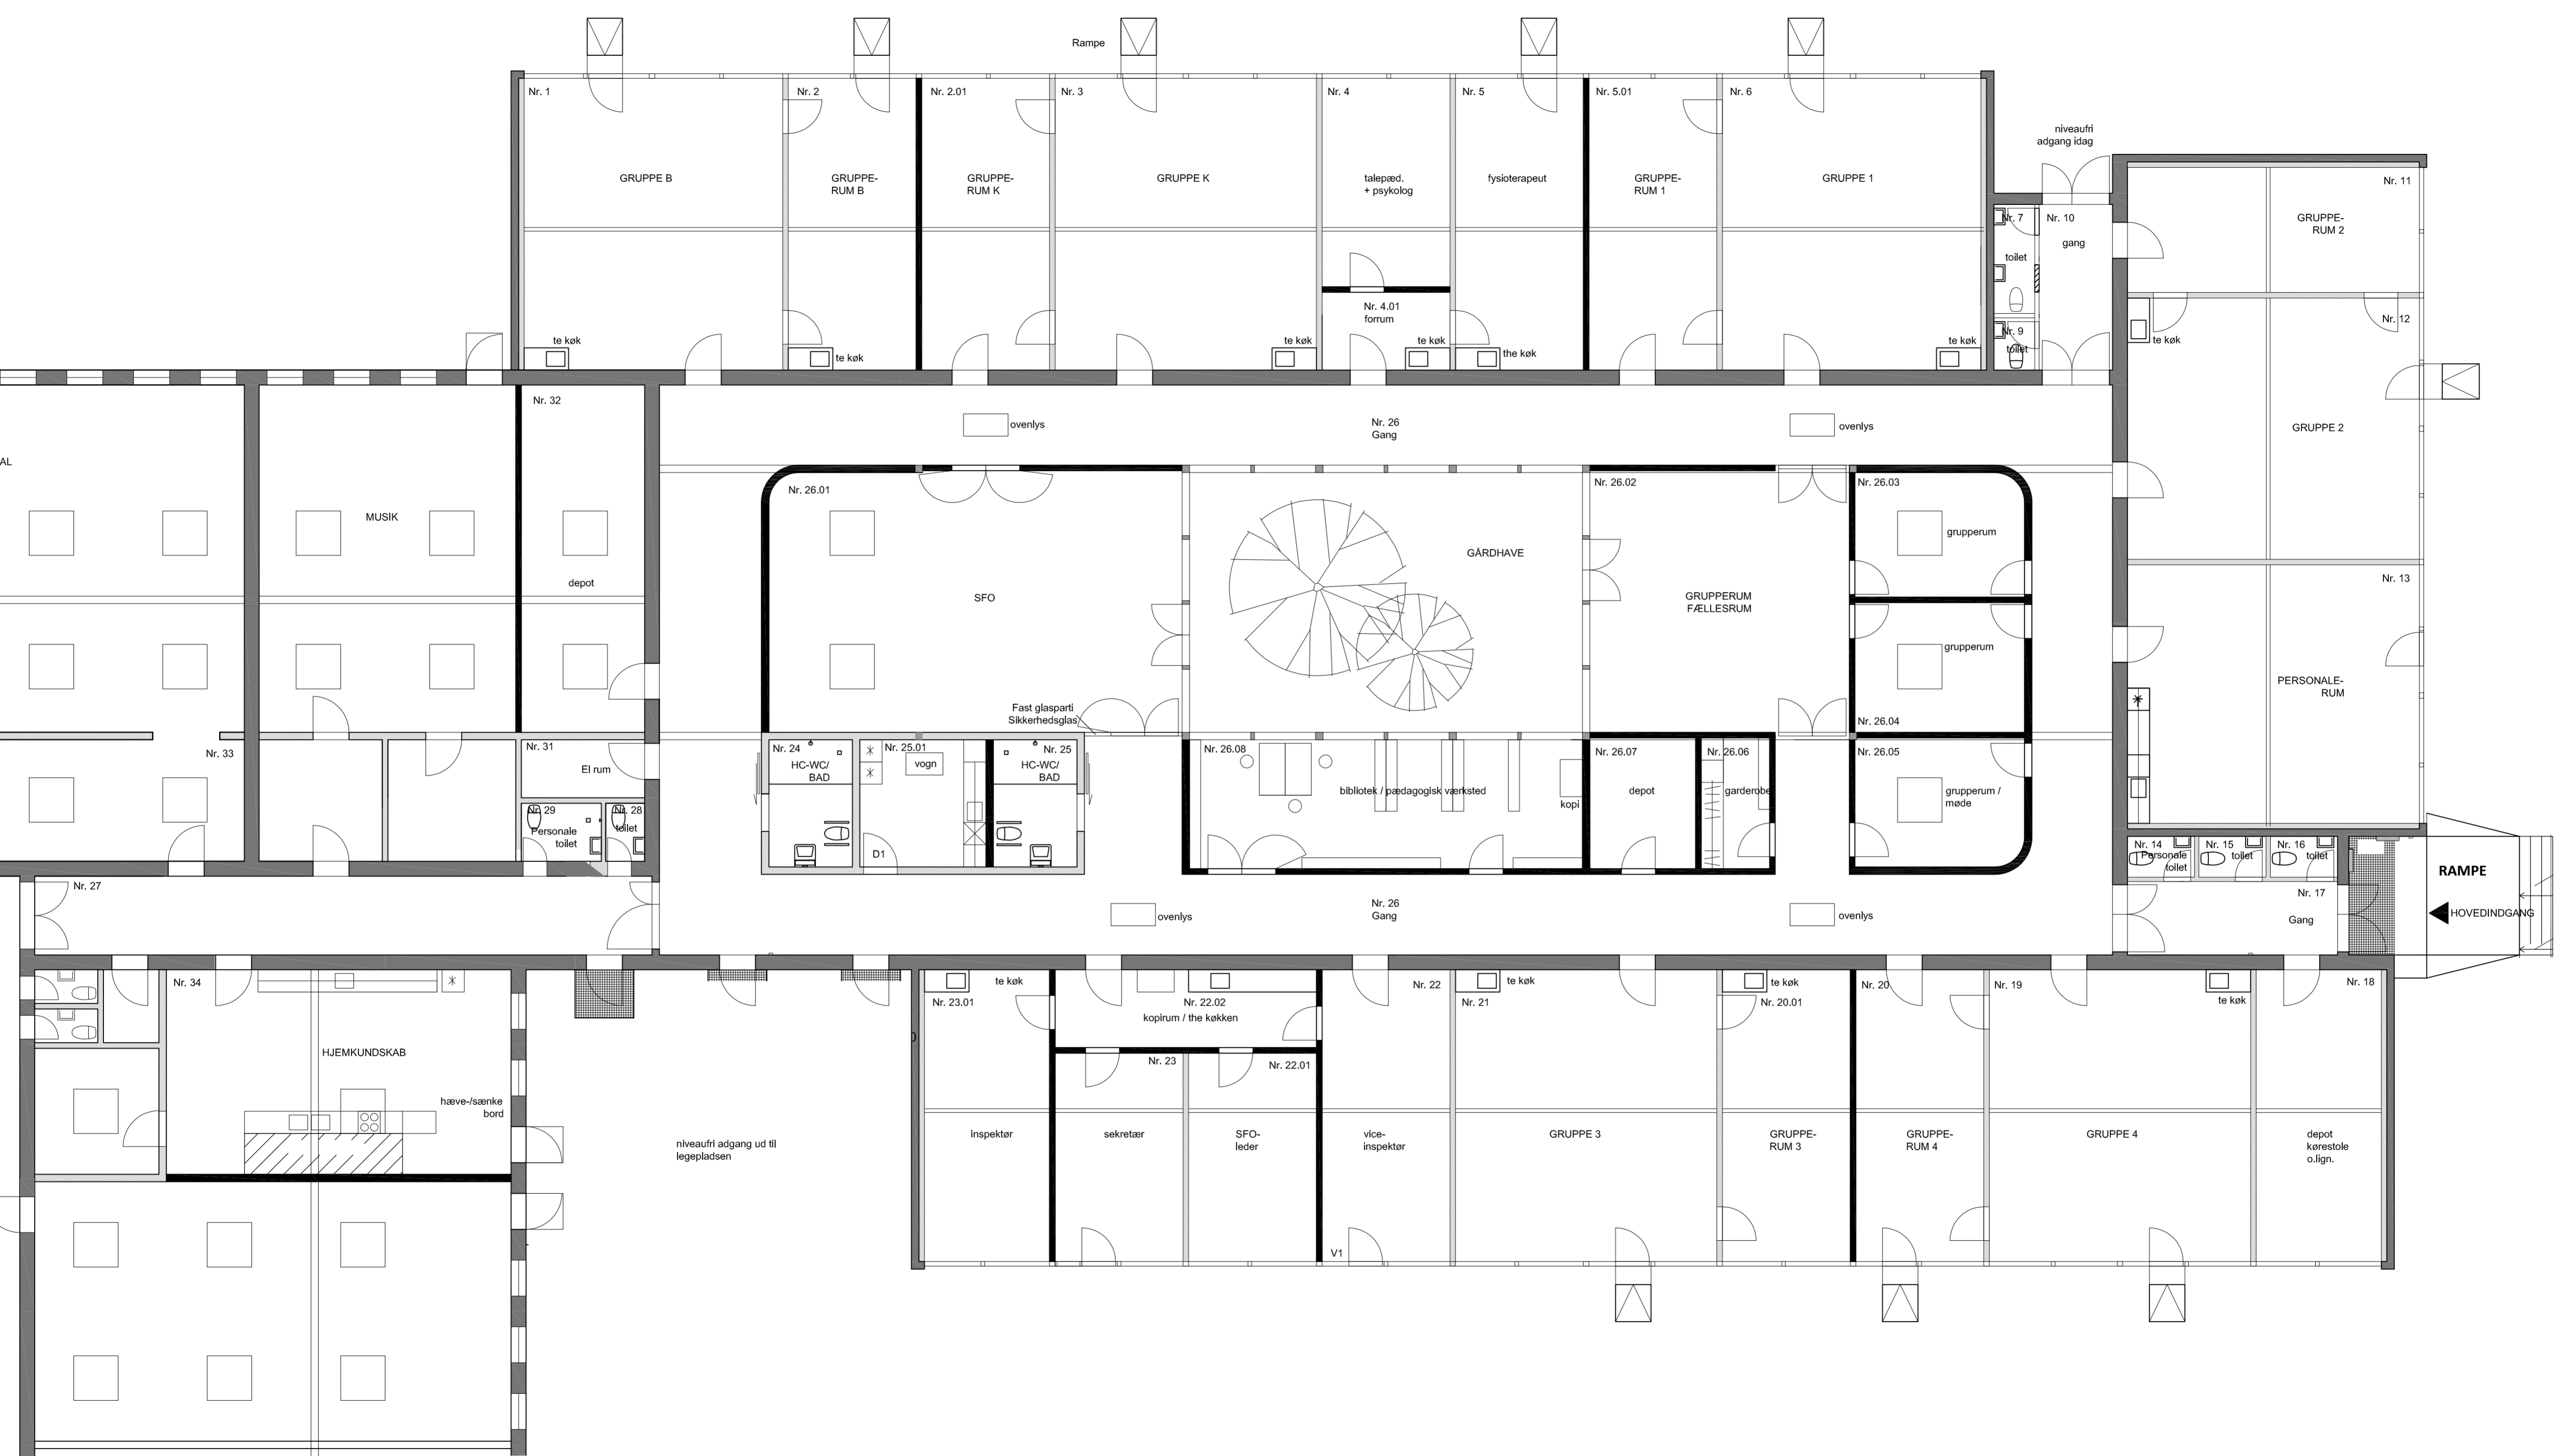 Rampe
Nr. 1
Nr. 2
Nr. 2.01
Nr. 3
Nr. 4
Nr. 5
Nr. 5.01
Nr. 6
niveaufri
adgang idag
GRUPPE B
GRUPPE-
RUM B
GRUPPE-
RUM K
GRUPPE K
talepæd.
+ psykolog
fysioterapeut
GRUPPE-
RUM 1
GRUPPE 1
Nr. 11
GRUPPE-
RUM 2
Nr. 7
Nr. 10
gang
toilet
Nr. 4.01
forrum
Nr. 9
toilet
Nr. 12
te køk
te køk
te køk
te køk
the køk
te køk
te køk
Nr. 32
Nr. 26
Gang
ovenlys
ovenlys
GRUPPE 2
AL
MUSIK
depot
Nr. 26.01
Nr. 26.02
Nr. 26.03
grupperum
GÅRDHAVE
SFO
GRUPPERUM
FÆLLESRUM
Nr. 13
grupperum
PERSONALE-
RUM
Fast glasparti
Sikkerhedsglas
Nr. 26.04
Nr. 33
Nr. 31
El rum
Nr. 24
HC-WC/
BAD
Nr. 25.01
vogn
Nr. 25
HC-WC/
BAD
Nr. 26.08
bibliotek / pædagogisk værksted
kopi
Nr. 26.07
depot
Nr. 26.06
garderobe
Nr. 26.05
grupperum /
møde
Nr. 29
Personale
toilet
Nr. 28
toilet
D1
Nr. 14
Personale
toilet
Nr. 15
toilet
Nr. 16
toilet
RAMPE
HOVEDINDGANG
Nr. 17
Gang
Nr. 27
ovenlys
Nr. 26
Gang
ovenlys
Nr. 34
te køk
Nr. 23.01
Nr. 22.02
kopirum / the køkken
Nr. 22
te køk
Nr. 21
te køk
Nr. 20.01
Nr. 20
Nr. 19
te køk
Nr. 18
HJEMKUNDSKAB
Nr. 23
Nr. 22.01
hæve-/sænke
bord
niveaufri adgang ud til
legepladsen
inspektør
sekretær
SFO-
leder
vice-
inspektør
GRUPPE 3
GRUPPE-
RUM 3
GRUPPE-
RUM 4
GRUPPE 4
depot
kørestole
o.lign.
V1